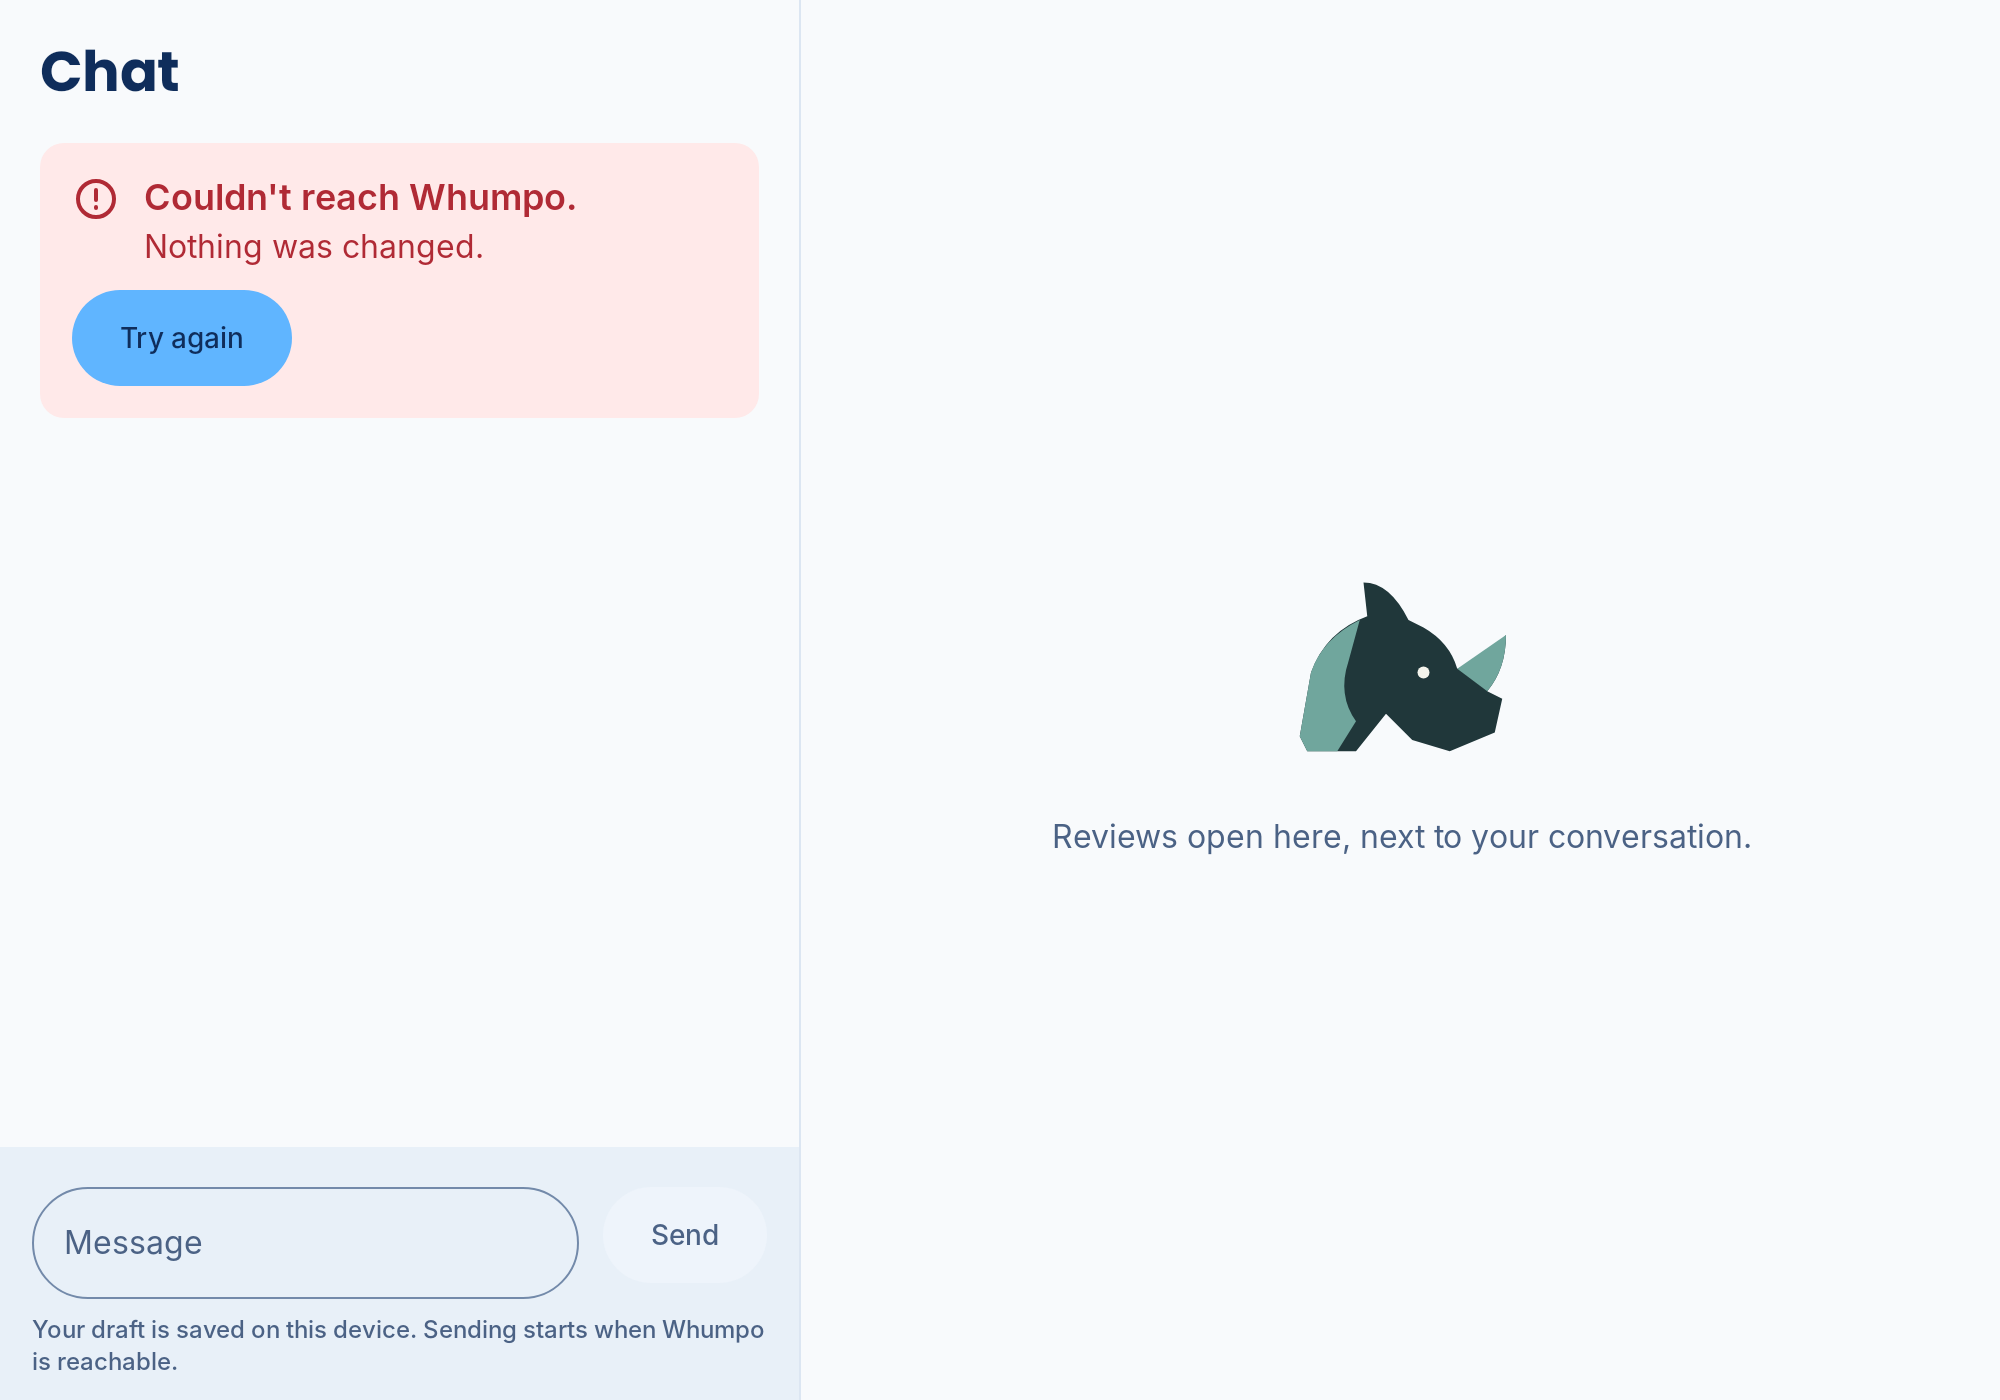 Chat
Couldn't reach Whumpo.
Nothing was changed.
Try again
Reviews open here, next to your conversation.
Message
Send
Your draft is saved on this device. Sending starts when Whumpo
is reachable.